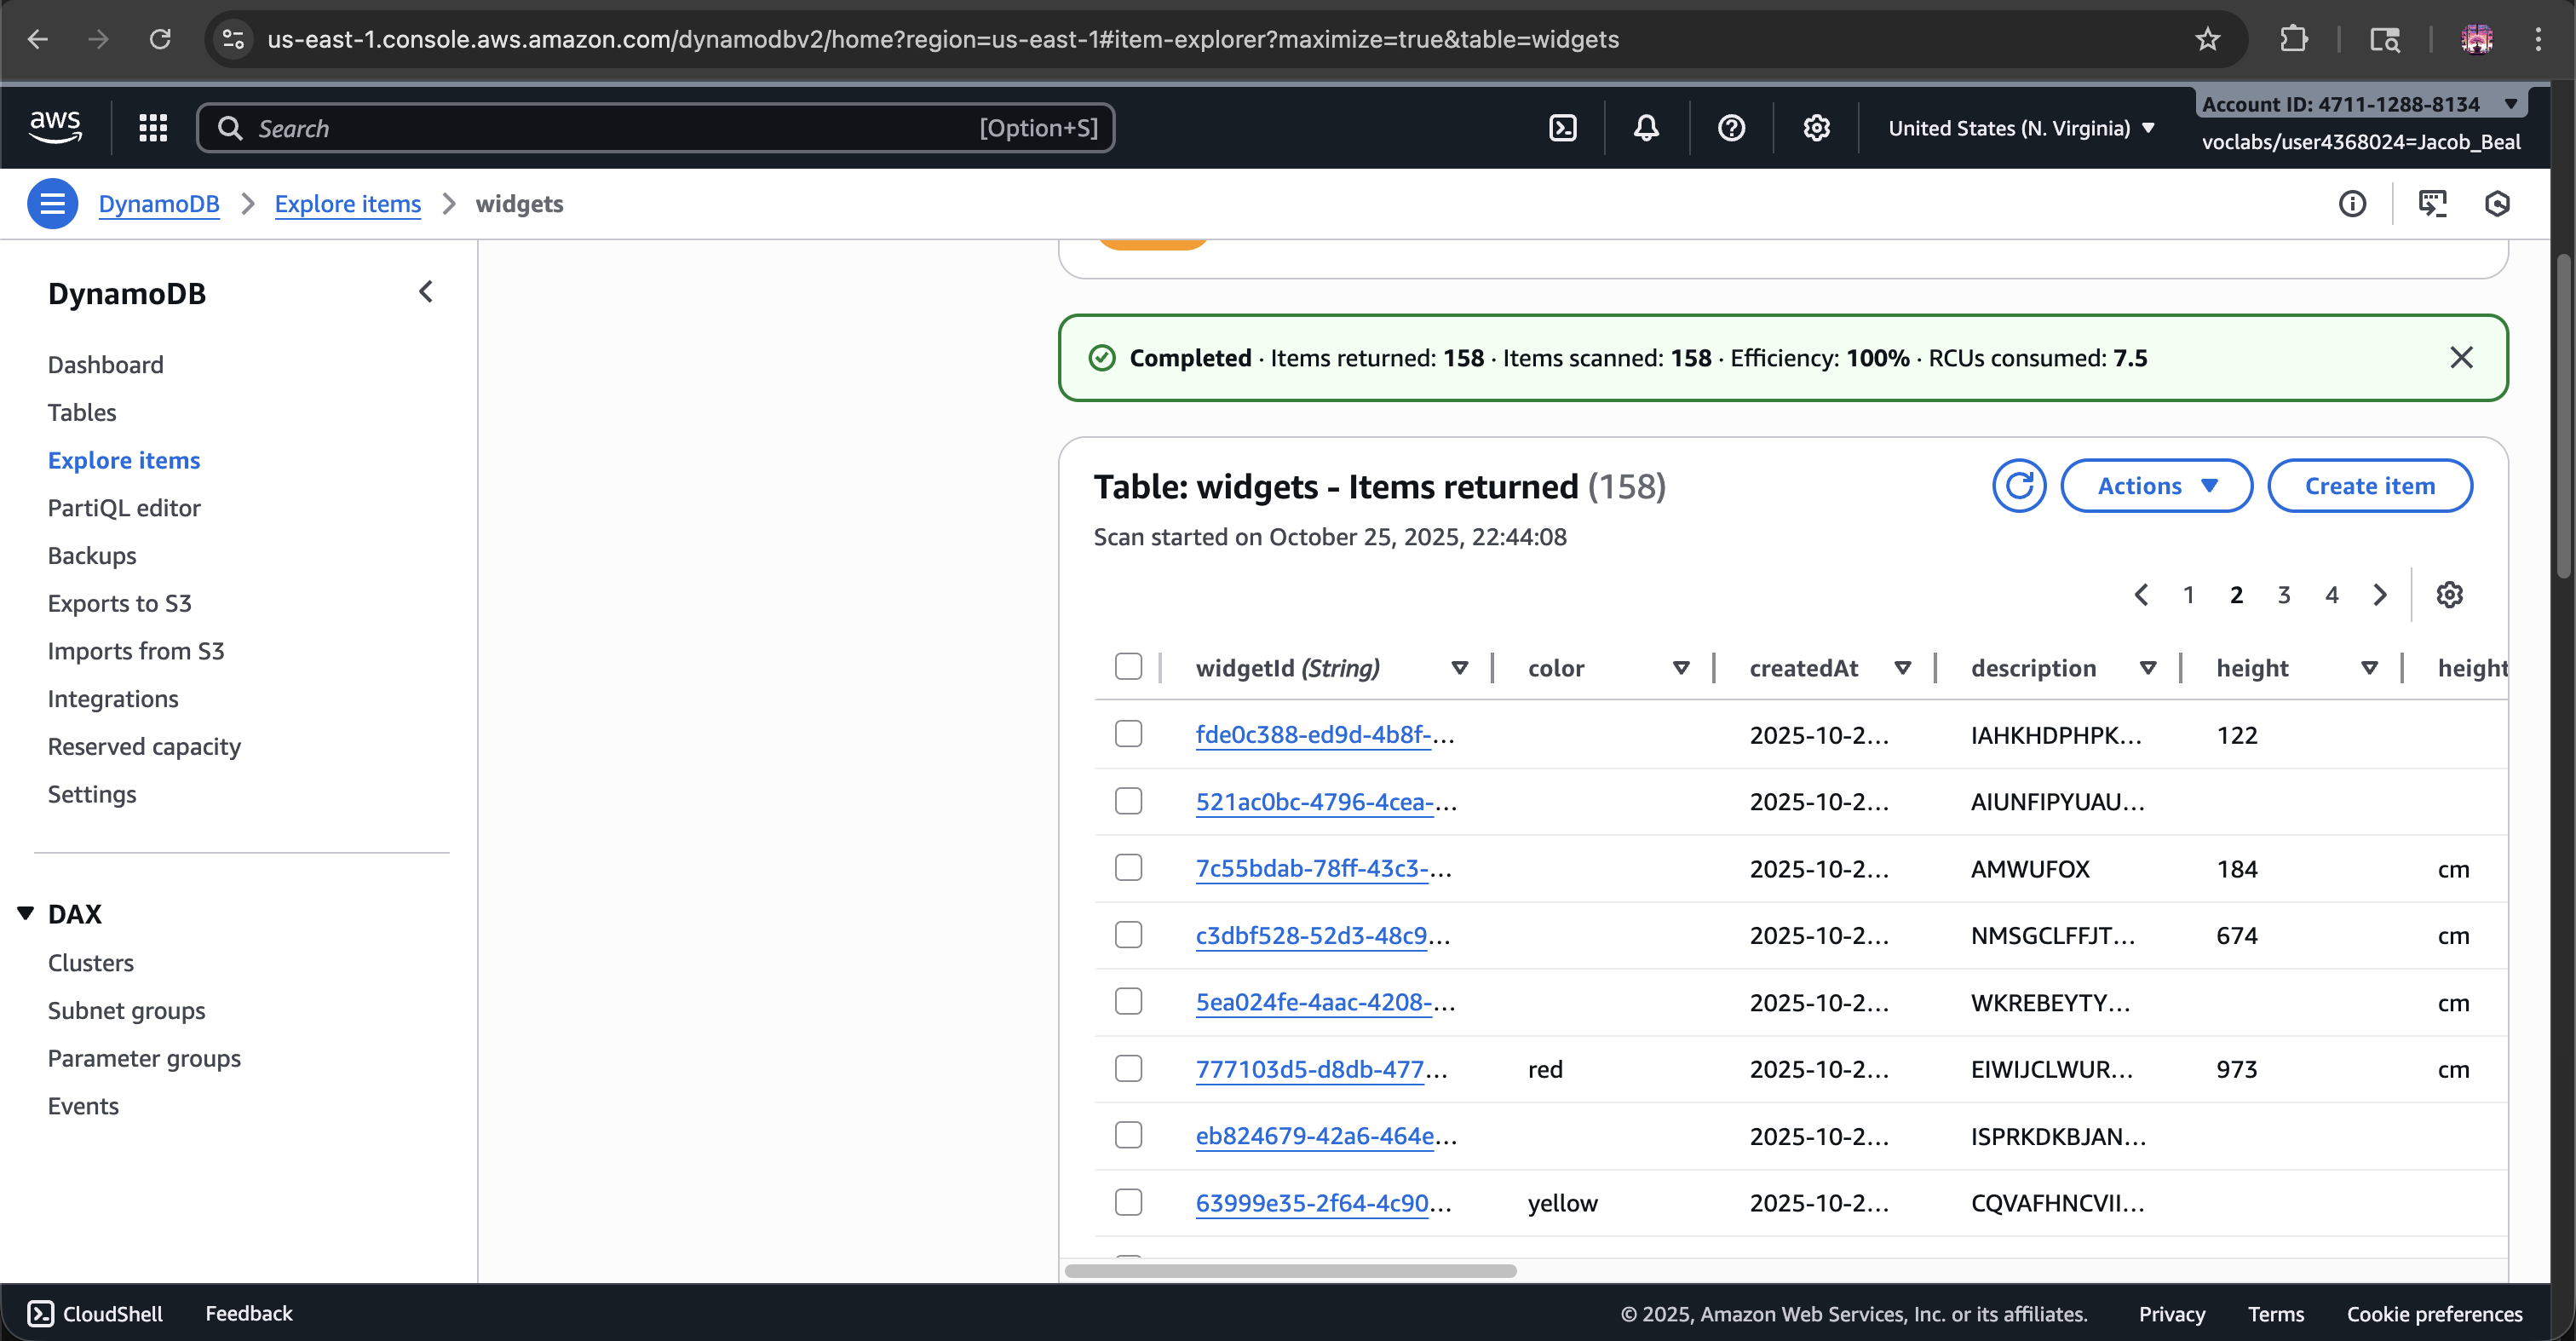 us-east-1.console.aws.amazon.com/dynamodbv2/home?region=us-east-1#item-explorer?maximize=true&table=widgets
aws
Search [Option+S]
United States (N. Virginia)
Account ID: 4711-1288-8134
voclabs/user4368024=Jacob_Beal
DynamoDB Explore items widgets
DynamoDB
Dashboard
Tables
Explore items
PartiQL editor
Backups
Exports to S3
Imports from S3
Integrations
Reserved capacity
Settings
DAX
Clusters
Subnet groups
Parameter groups
Events
Completed · Items returned: 158 · Items scanned: 158 · Efficiency: 100% · RCUs consumed: 7.5
Table: widgets - Items returned (158)
Actions
Create item
Scan started on October 25, 2025, 22:44:08
1 2 3 4
widgetId (String) color createdAt description height height
fde0c388-ed9d-4b8f-... 2025-10-2... IAHKHDPHPK... 122
521ac0bc-4796-4cea-... 2025-10-2... AIUNFIPYUAU...
7c55bdab-78ff-43c3-... 2025-10-2... AMWUFOX 184 cm
c3dbf528-52d3-48c9... 2025-10-2... NMSGCLFFJT... 674 cm
5ea024fe-4aac-4208-... 2025-10-2... WKREBEYTY... cm
777103d5-d8db-477... red 2025-10-2... EIWIJCLWUR... 973 cm
eb824679-42a6-464e... 2025-10-2... ISPRKDKBJAN...
63999e35-2f64-4c90... yellow 2025-10-2... CQVAFHNCVII...
CloudShell Feedback © 2025, Amazon Web Services, Inc. or its affiliates. Privacy Terms Cookie preferences